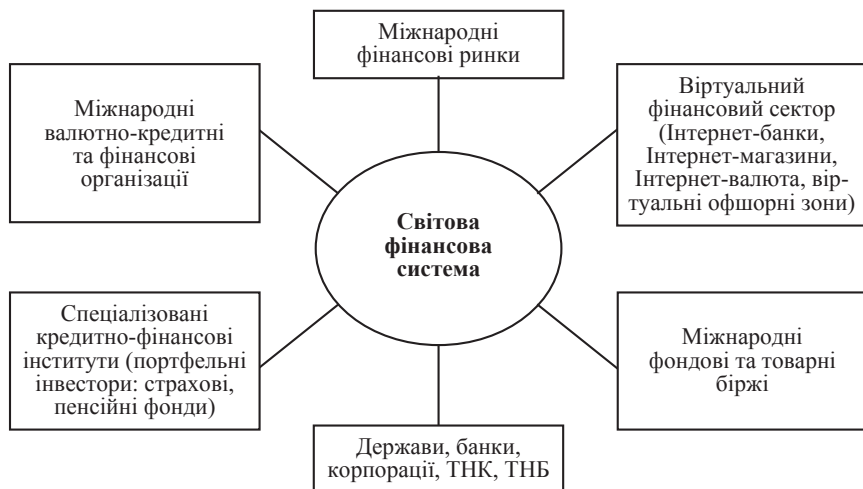 Міжнародні
фінансові ринки
Міжнародні
валютно-кредитні
та фінансові
організації
Віртуальний
фінансовий сектор
(Інтернет-банки,
Інтернет-магазини,
Інтернет-валюта, вір-
туальні офшорні зони)
Світова
фінансова
система
Спеціалізовані
кредитно-фінансові
інститути (портфельні
інвестори: страхові,
пенсійні фонди)
Міжнародні
фондові та товарні
біржі
Держави, банки,
корпорації, ТНК, ТНБ